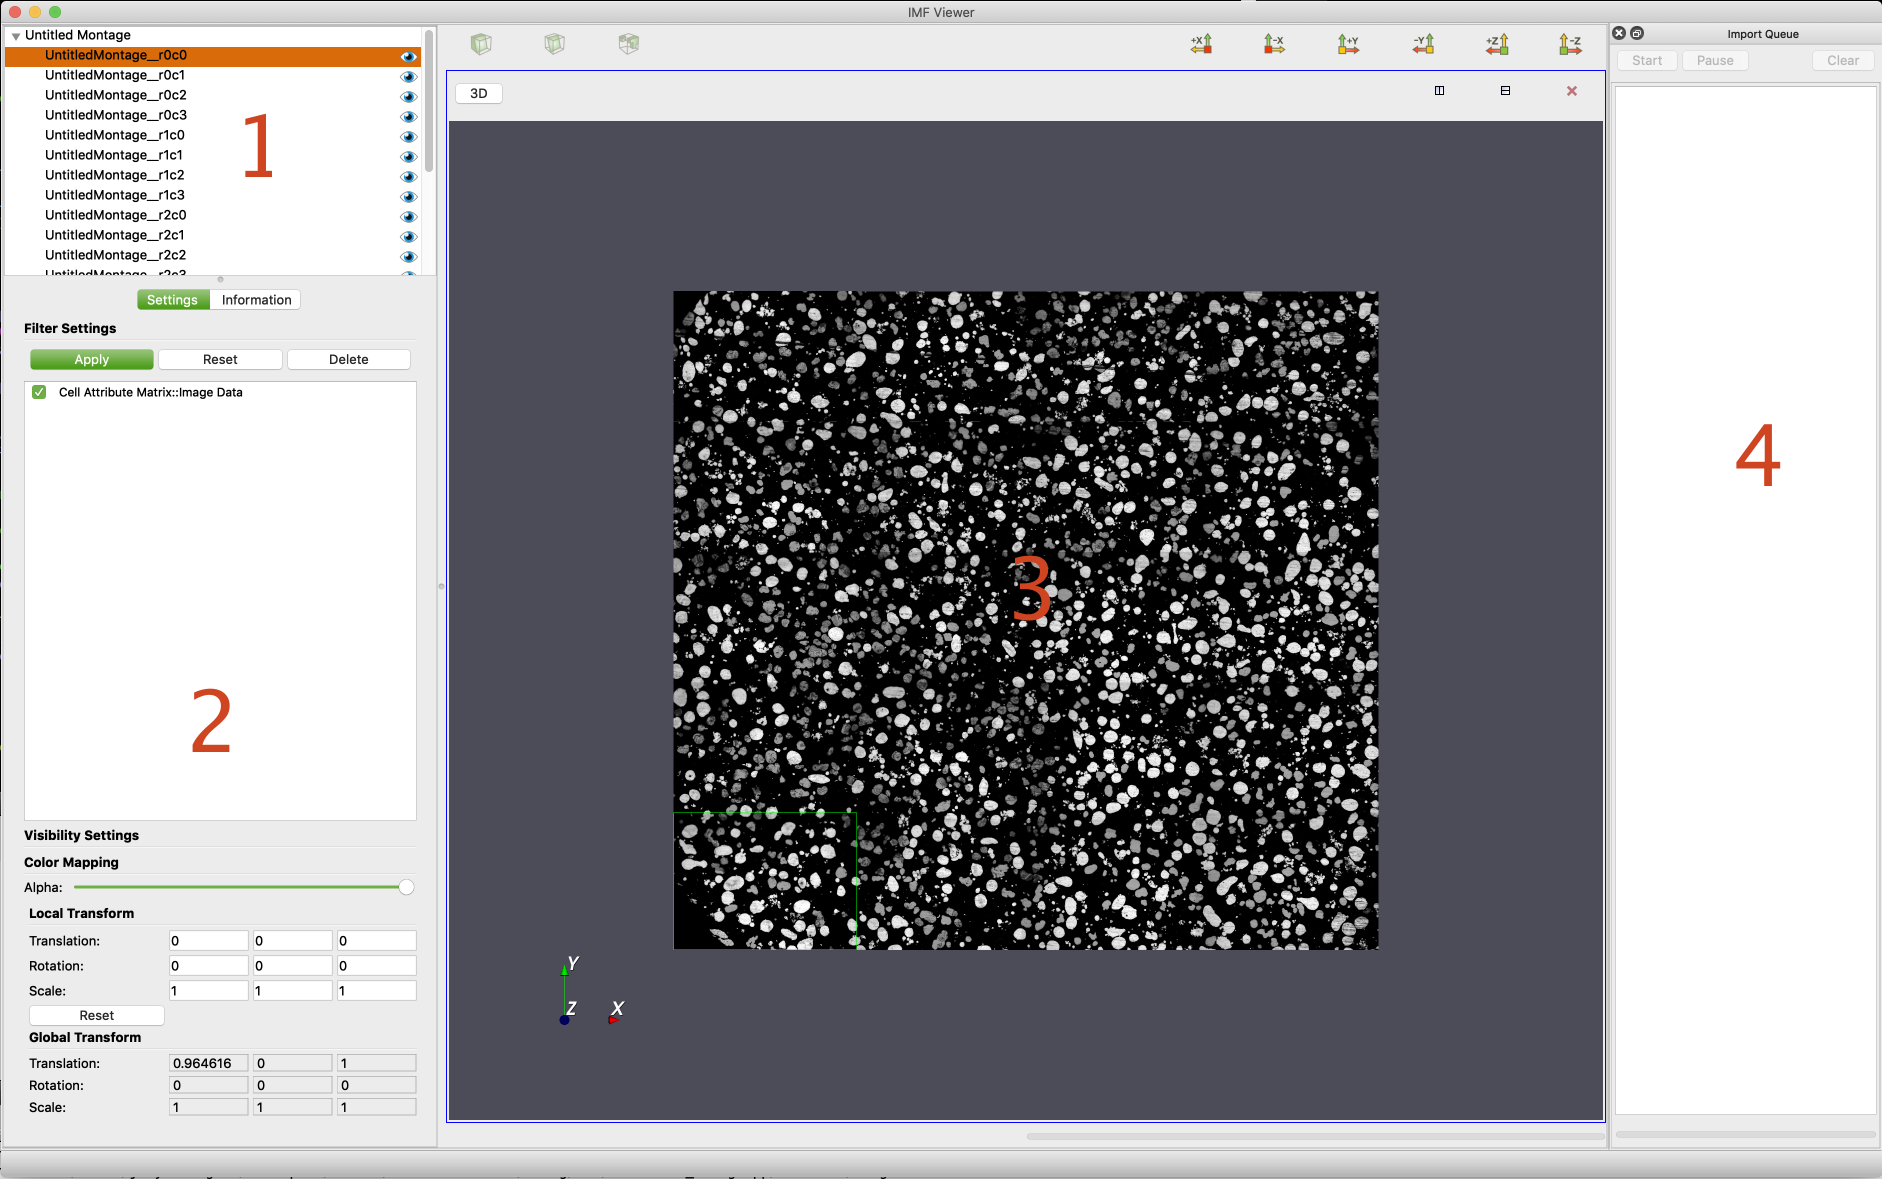 IMF Viewer
Untitled Montage
UntitledMontage__r0c0
UntitledMontage__r0c1
UntitledMontage__r0c2
UntitledMontage__r0c3
UntitledMontage__r1c0
UntitledMontage__r1c1
UntitledMontage__r1c2
UntitledMontage__r1c3
UntitledMontage__r2c0
UntitledMontage__r2c1
UntitledMontage__r2c2
UntitledMontage__r2c3
1
Settings Information
Filter Settings
Apply Reset Delete
Cell Attribute Matrix::Image Data
2
Visibility Settings
Color Mapping
Alpha:
Local Transform
Translation: 0 0 0
Rotation: 0 0 0
Scale: 1 1 1
Reset
Global Transform
Translation: 0.964616 0 1
Rotation: 0 0 0
Scale: 1 1 1
+X -X +Y -Y +Z -Z
3D
3
Y
Z X
Import Queue
Start Pause Clear
4